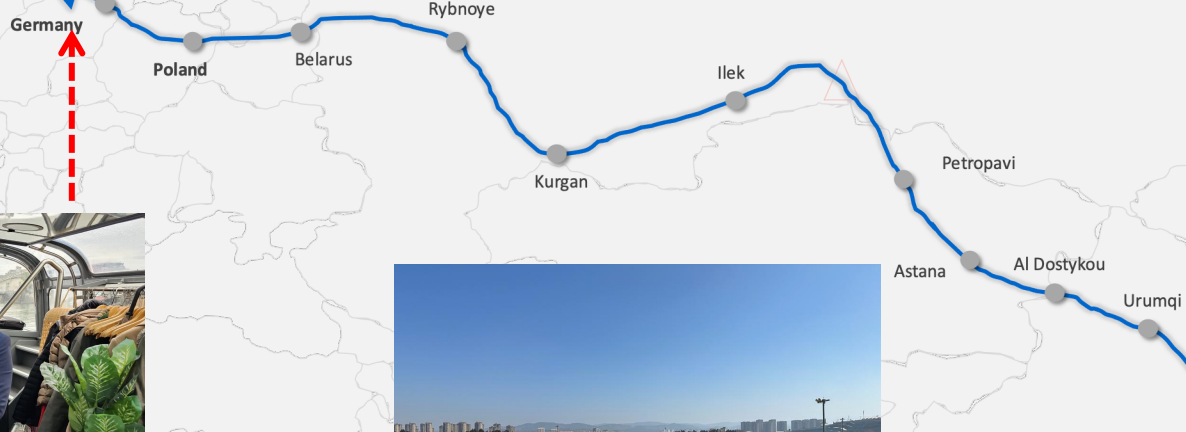 Germany
Poland
Belarus
Rybnoye
Kurgan
Ilek
Petropavi
Astana
Al Dostykou
Urumqi